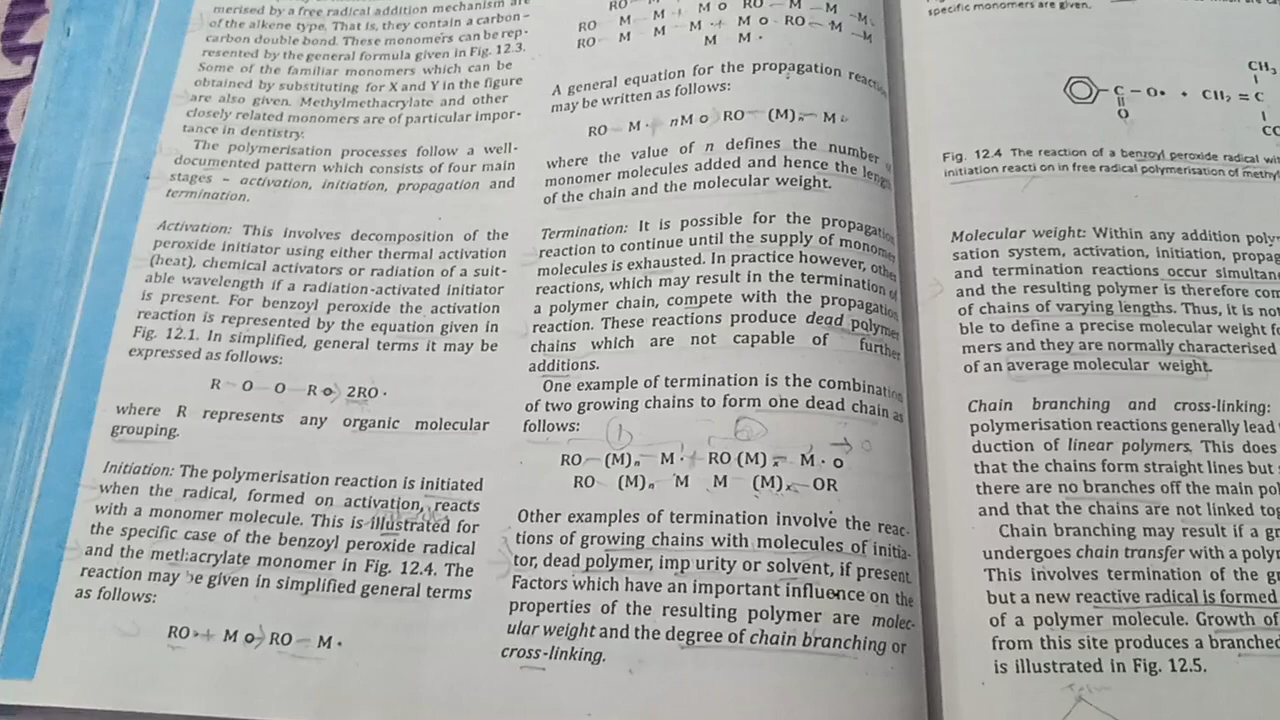 merised by a free radical addition mechanism are
of the alkene type. That is, they contain a carbon-
carbon double bond. These monomers can be rep-
resented by the general formula given in Fig. 12.3.
Some of the familiar monomers which can be
obtained by substituting for X and Y in the figure
are also given. Methylmethacrylate and other
closely related monomers are of particular impor-
tance in dentistry.
The polymerisation processes follow a well-
documented pattern which consists of four main
stages – activation, initiation, propagation and
termination.
Activation: This involves decomposition of the
peroxide initiator using either thermal activation
(heat), chemical activators or radiation of a suit-
able wavelength if a radiation-activated initiator
is present. For benzoyl peroxide the activation
reaction is represented by the equation given in
Fig. 12.1. In simplified, general terms it may be
expressed as follows:
R – O O R o 2RO ·
where R represents any organic molecular
grouping.
Initiation: The polymerisation reaction is initiated
when the radical, formed on activation, reacts
with a monomer molecule. This is illustrated for
the specific case of the benzoyl peroxide radical
and the methacrylate monomer in Fig. 12.4. The
reaction may be given in simplified general terms
as follows:
RO · + M o RO – M ·
RO
RO M M + M o RO – M – M –M
RO M M M · + M o RO – M –M
M M ·
A general equation for the propagation reaction
may be written as follows:
RO – M · nM o RO – (M)n – M ·
where the value of n defines the number
monomer molecules added and hence the length
of the chain and the molecular weight.
Termination: It is possible for the propagation
reaction to continue until the supply of monomer
molecules is exhausted. In practice however, other
reactions, which may result in the termination of
a polymer chain, compete with the propagation
reaction. These reactions produce dead polymer
chains which are not capable of further
additions.
One example of termination is the combination
of two growing chains to form one dead chain as
follows:
1
RO – (M)n – M · + RO (M)x – M · o
RO (M)n M M (M)x – OR
Other examples of termination involve the reac-
tions of growing chains with molecules of initia-
tor, dead polymer, imp urity or solvent, if present.
Factors which have an important influence on the
properties of the resulting polymer are molec-
ular weight and the degree of chain branching or
cross-linking.
specific monomers are given.
CH3
C – O• + CH2 = C
O
CO
Fig. 12.4 The reaction of a benzoyl peroxide radical wit
initiation reacti on in free radical polymerisation of methyl
Molecular weight: Within any addition poly
sation system, activation, initiation, propag
and termination reactions occur simultan
and the resulting polymer is therefore com
of chains of varying lengths. Thus, it is no
ble to define a precise molecular weight f
mers and they are normally characterised
of an average molecular weight.
Chain branching and cross-linking:
polymerisation reactions generally lead
duction of linear polymers. This does
that the chains form straight lines but
there are no branches off the main pol
and that the chains are not linked tog
Chain branching may result if a gr
undergoes chain transfer with a polym
This involves termination of the g
but a new reactive radical is formed
of a polymer molecule. Growth of
from this site produces a branche
is illustrated in Fig. 12.5.